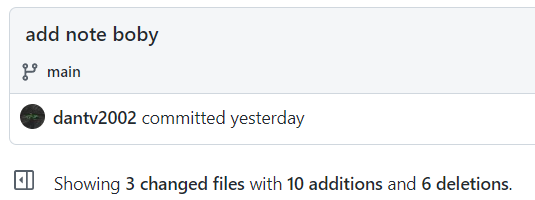 add note boby
main
dantv2002 committed yesterday
Showing 3 changed files with 10 additions and 6 deletions.